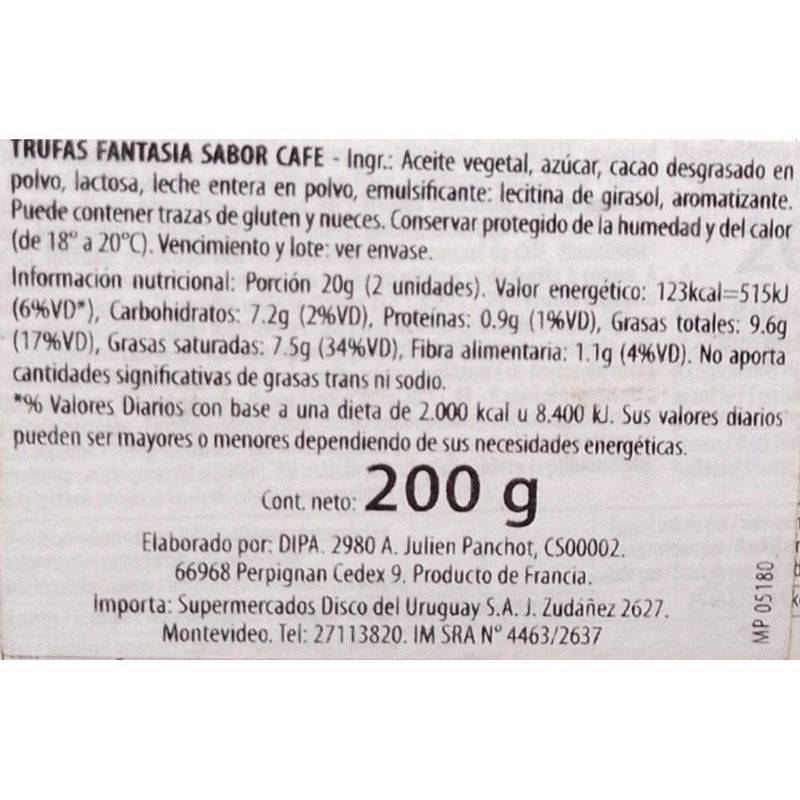 TRUFAS FANTASIA SABOR CAFE - Ingr.: Aceite vegetal, azúcar, cacao desgrasado en
polvo, lactosa, leche entera en polvo, emulsificante: lecitina de girasol, aromatizante.
Puede contener trazas de gluten y nueces. Conservar protegido de la humedad y del calor
(de 18° a 20°C). Vencimiento y lote: ver envase.
Información nutricional: Porción 20g (2 unidades). Valor energético: 123kcal=515kJ
(6%VD*), Carbohidratos: 7.2g (2%VD), Proteínas: 0.9g (1%VD), Grasas totales: 9.6g
(17%VD), Grasas saturadas: 7.5g (34%VD), Fibra alimentaria: 1.1g (4%VD). No aporta
cantidades significativas de grasas trans ni sodio.
*% Valores Diarios con base a una dieta de 2.000 kcal u 8.400 kJ. Sus valores diarios
pueden ser mayores o menores dependiendo de sus necesidades energéticas.
Cont. neto: 200 g
Elaborado por: DIPA. 2980 A. Julien Panchot, CS00002.
66968 Perpignan Cedex 9. Producto de Francia.
Importa: Supermercados Disco del Uruguay S.A. J. Zudáñez 2627.
Montevideo. Tel: 27113820. IM SRA N° 4463/2637
MP 05180